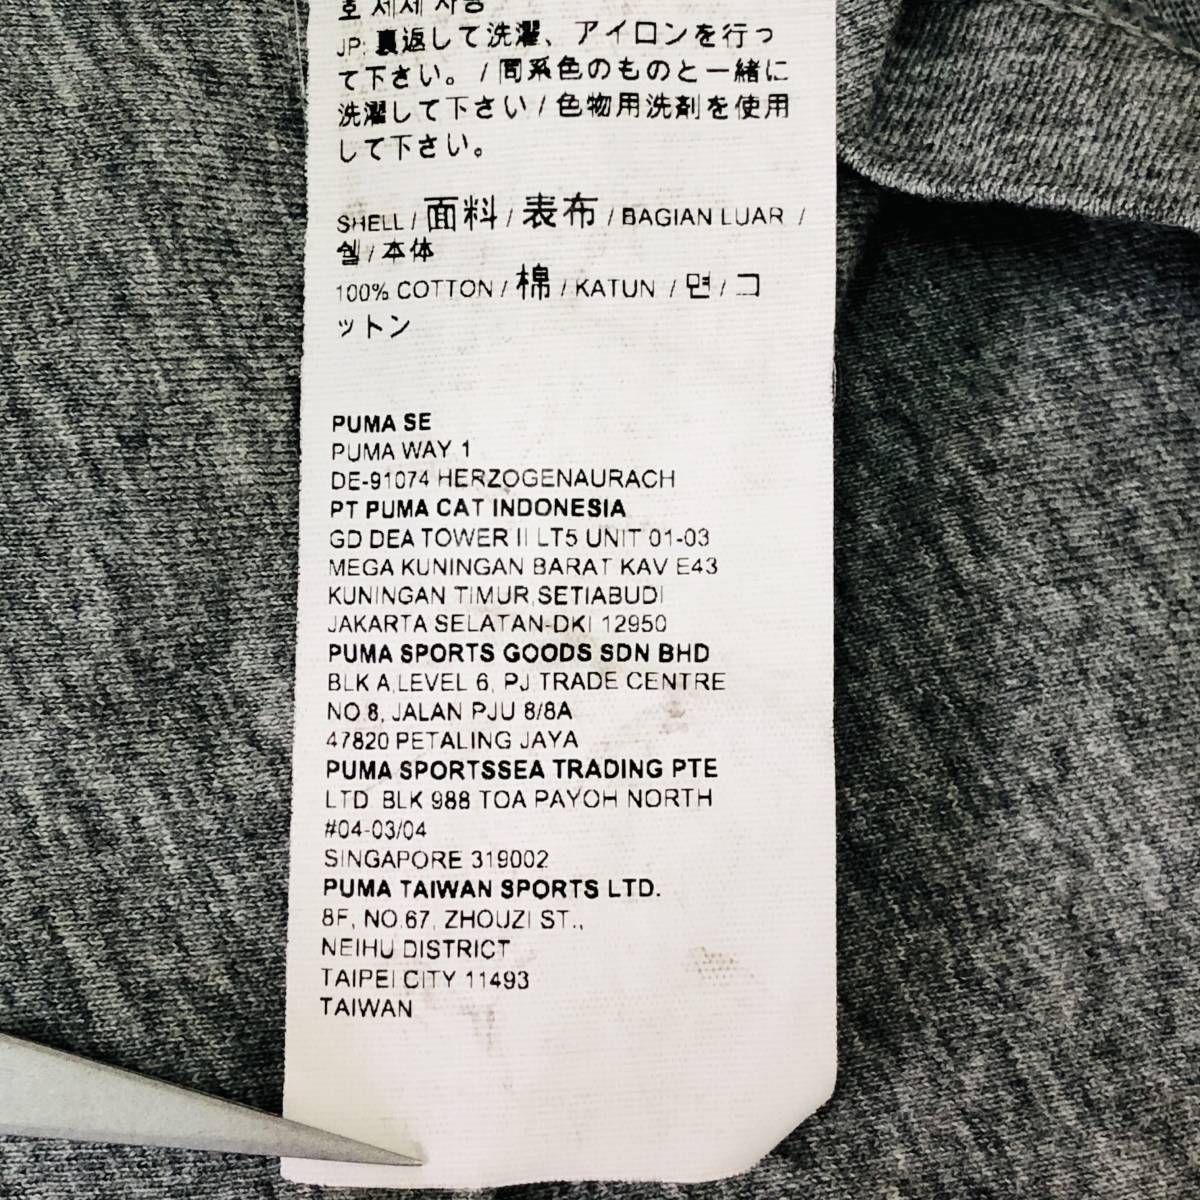 호 세제 사용
JP: 裏返して洗濯、アイロンを行っ
て下さい。/ 同系色のものと一緒に
洗濯して下さい / 色物用洗剤を使用
して下さい。
SHELL / 面料 / 表布 / BAGIAN LUAR /
쉘 / 本体
100% COTTON / 棉 / KATUN / 면 / コ
ットン
PUMA SE
PUMA WAY 1
DE-91074 HERZOGENAURACH
PT PUMA CAT INDONESIA
GD DEA TOWER II LT5 UNIT 01-03
MEGA KUNINGAN BARAT KAV E43
KUNINGAN TIMUR,SETIABUDI
JAKARTA SELATAN-DKI 12950
PUMA SPORTS GOODS SDN BHD
BLK A,LEVEL 6, PJ TRADE CENTRE
NO.8, JALAN PJU 8/8A
47820 PETALING JAYA
PUMA SPORTSSEA TRADING PTE
LTD. BLK 988 TOA PAYOH NORTH
#04-03/04
SINGAPORE 319002
PUMA TAIWAN SPORTS LTD.
8F, NO.67, ZHOUZI ST.,
NEIHU DISTRICT
TAIPEI CITY 11493
TAIWAN